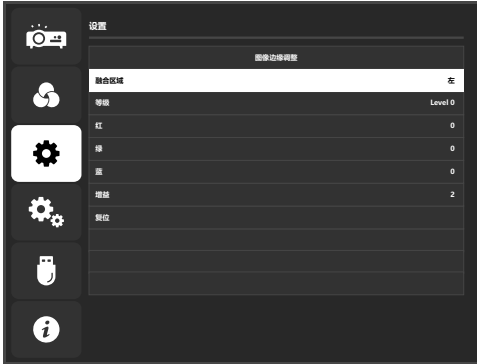 设置
图像边缘调整
融合区域 左
等级 Level 0
红 0
绿 0
蓝 0
增益 2
复位